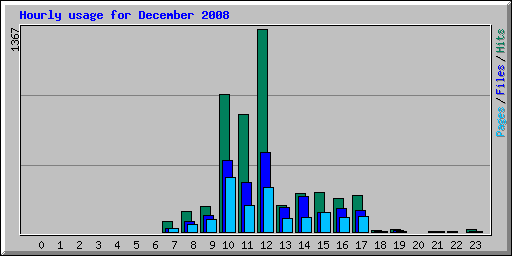 Hourly usage for December 2008
1367
Pages / Files / Hits
0 1 2 3 4 5 6 7 8 9 10 11 12 13 14 15 16 17 18 19 20 21 22 23